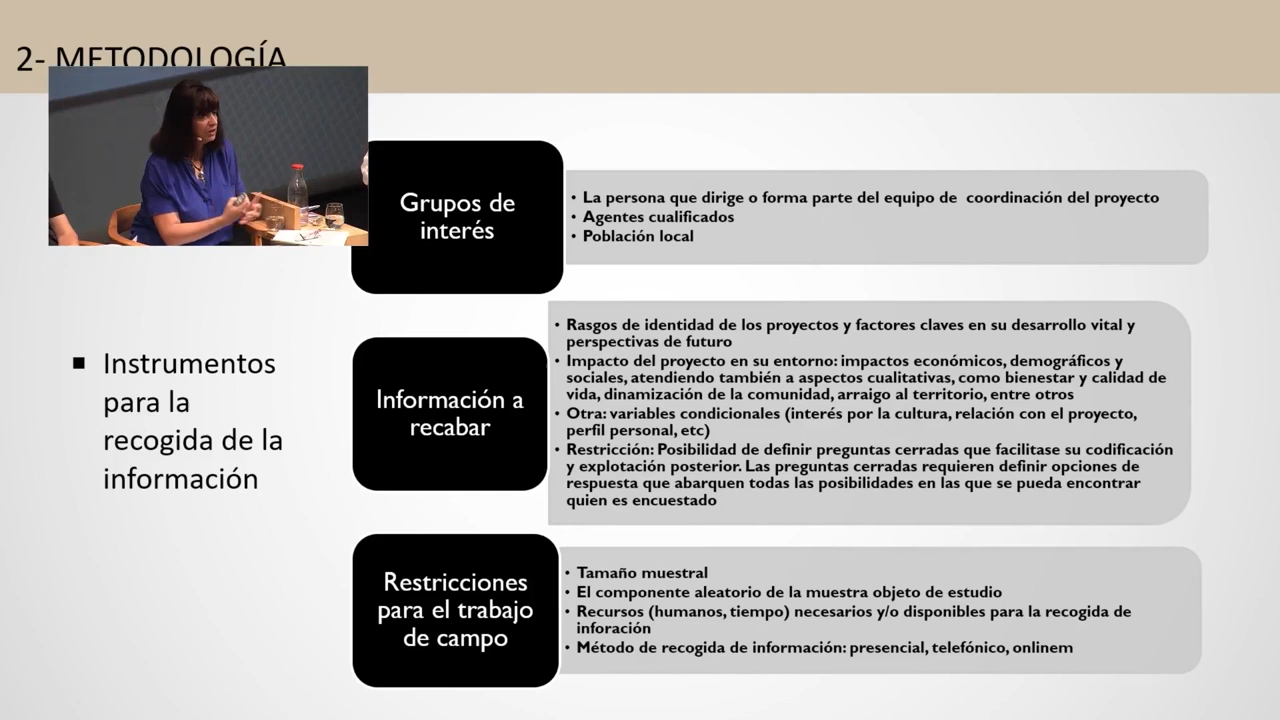 2- METODOLOGÍA
Grupos de
interés
• La persona que dirige o forma parte del equipo de coordinación del proyecto
• Agentes cualificados
• Población local
▪ Instrumentos
para la
recogida de la
información
Información a
recabar
• Rasgos de identidad de los proyectos y factores claves en su desarrollo vital y
perspectivas de futuro
• Impacto del proyecto en su entorno: impactos económicos, demográficos y
sociales, atendiendo también a aspectos cualitativas, como bienestar y calidad de
vida, dinamización de la comunidad, arraigo al territorio, entre otros
• Otra: variables condicionales (interés por la cultura, relación con el proyecto,
perfil personal, etc)
• Restricción: Posibilidad de definir preguntas cerradas que facilitase su codificación
y explotación posterior. Las preguntas cerradas requieren definir opciones de
respuesta que abarquen todas las posibilidades en las que se pueda encontrar
quien es encuestado
Restricciones
para el trabajo
de campo
• Tamaño muestral
• El componente aleatorio de la muestra objeto de estudio
• Recursos (humanos, tiempo) necesarios y/o disponibles para la recogida de
inforación
• Método de recogida de información: presencial, telefónico, onlinem